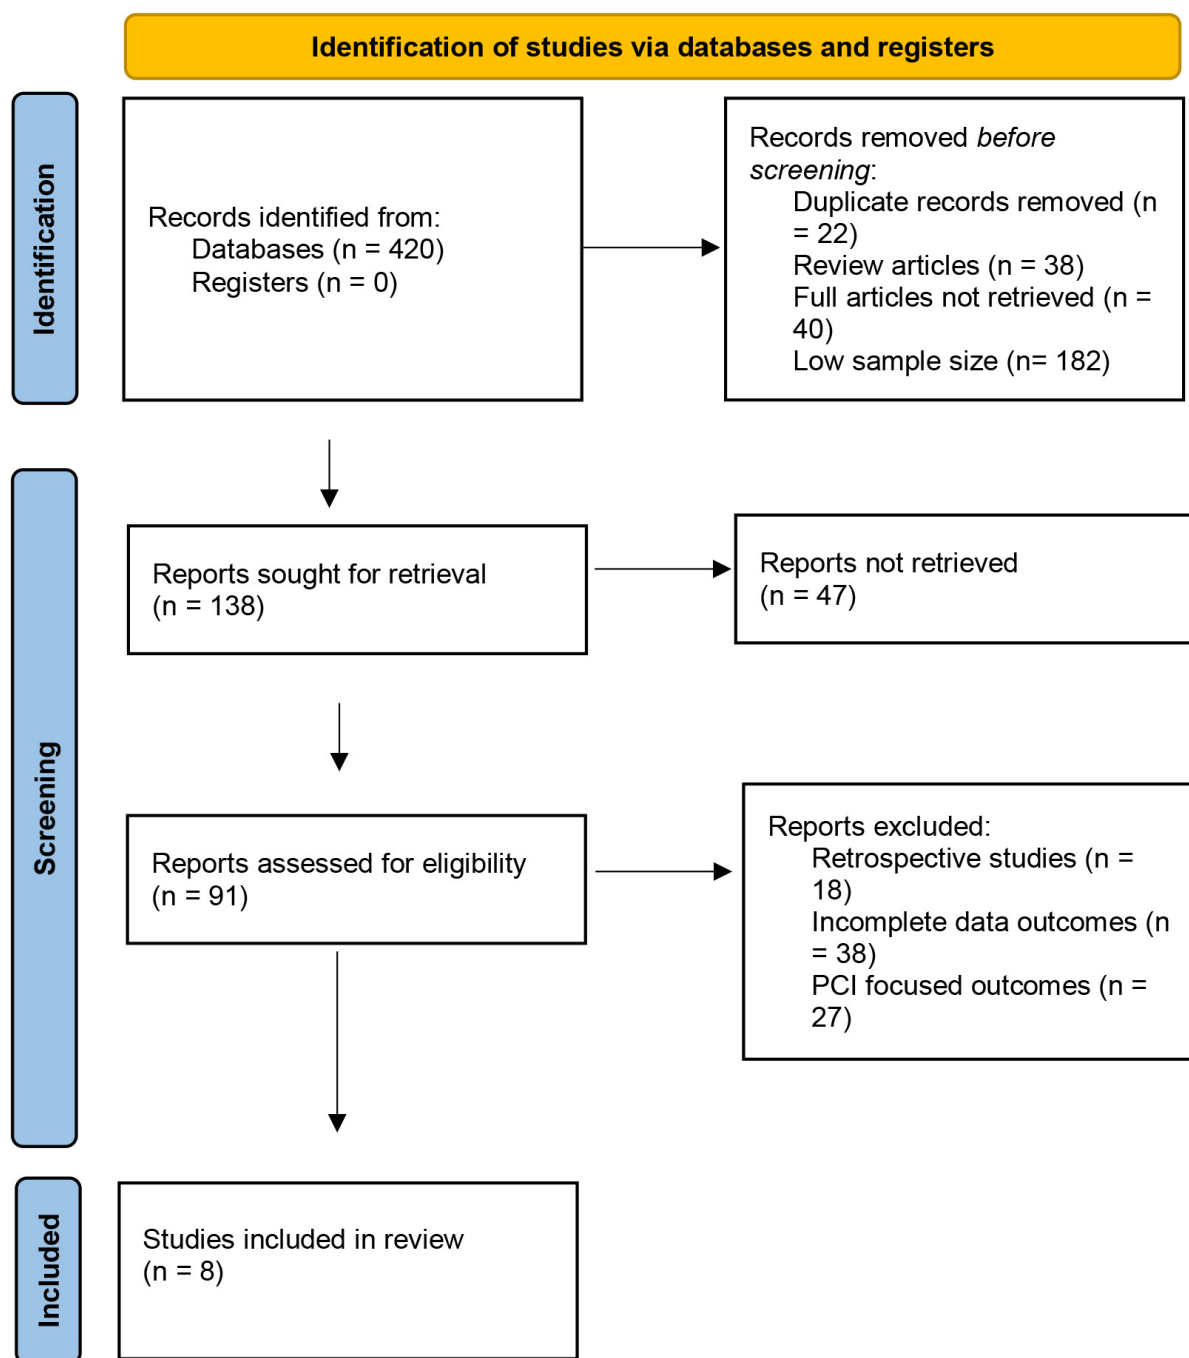 Identification of studies via databases and registers
Identification
Records identified from:
Databases (n = 420)
Registers (n = 0)
Records removed before
screening:
Duplicate records removed (n
= 22)
Review articles (n = 38)
Full articles not retrieved (n =
40)
Low sample size (n= 182)
Screening
Reports sought for retrieval
(n = 138)
Reports not retrieved
(n = 47)
Reports assessed for eligibility
(n = 91)
Reports excluded:
Retrospective studies (n =
18)
Incomplete data outcomes (n
= 38)
PCI focused outcomes (n =
27)
Included
Studies included in review
(n = 8)